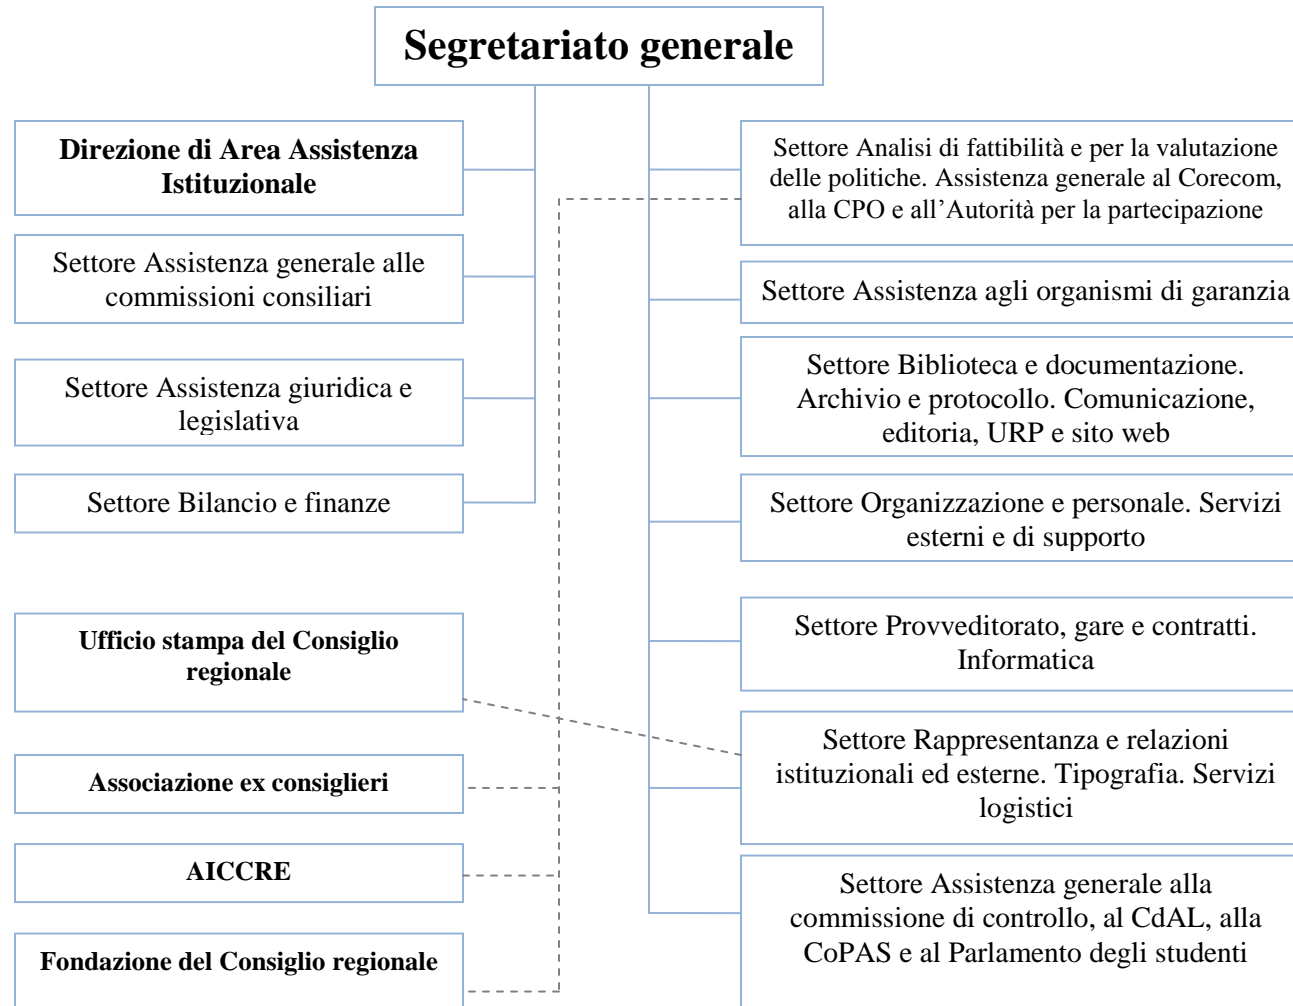 Segretariato generale
Direzione di Area Assistenza
Istituzionale
Settore Assistenza generale alle
commissioni consiliari
Settore Assistenza giuridica e
legislativa
Settore Bilancio e finanze
Ufficio stampa del Consiglio
regionale
Associazione ex consiglieri
AICCRE
Fondazione del Consiglio regionale
Settore Analisi di fattibilità e per la valutazione
delle politiche. Assistenza generale al Corecom,
alla CPO e all’Autorità per la partecipazione
Settore Assistenza agli organismi di garanzia
Settore Biblioteca e documentazione.
Archivio e protocollo. Comunicazione,
editoria, URP e sito web
Settore Organizzazione e personale. Servizi
esterni e di supporto
Settore Provveditorato, gare e contratti.
Informatica
Settore Rappresentanza e relazioni
istituzionali ed esterne. Tipografia. Servizi
logistici
Settore Assistenza generale alla
commissione di controllo, al CdAL, alla
CoPAS e al Parlamento degli studenti